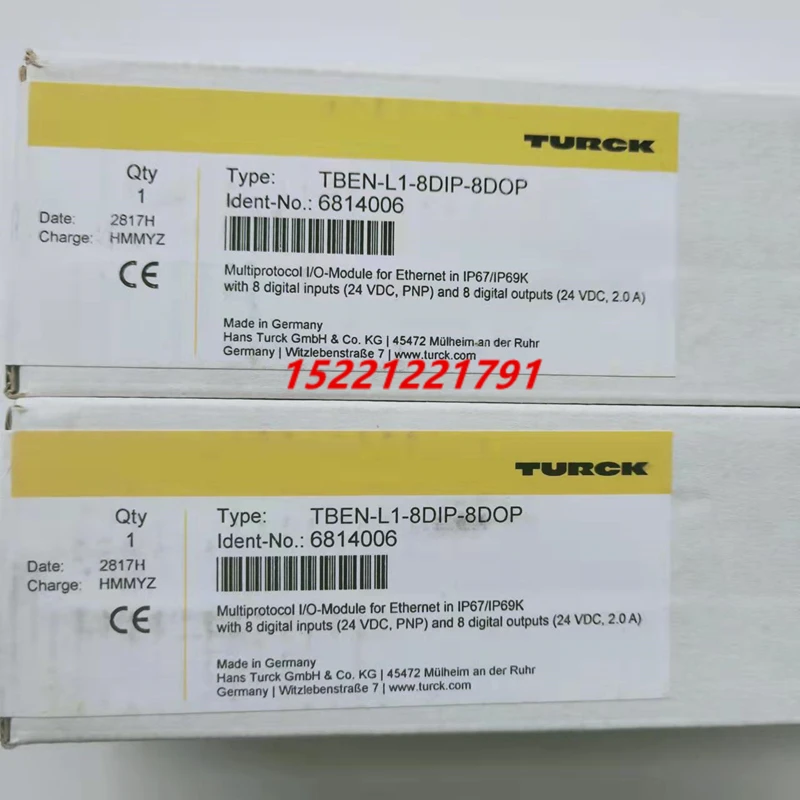 TURCK
Qty
1
Date: 2817H
Charge: HMMYZ
CE
Type: TBEN-L1-8DIP-8DOP
Ident-No.: 6814006
Multiprotocol I/O-Module for Ethernet in IP67/IP69K
with 8 digital inputs (24 VDC, PNP) and 8 digital outputs (24 VDC, 2.0 A)
Made in Germany
Hans Turck GmbH & Co. KG | 45472 Mülheim an der Ruhr
Germany | Witzlebenstraße 7 | www.turck.com
15221221791
TURCK
Qty
1
Date: 2817H
Charge: HMMYZ
CE
Type: TBEN-L1-8DIP-8DOP
Ident-No.: 6814006
Multiprotocol I/O-Module for Ethernet in IP67/IP69K
with 8 digital inputs (24 VDC, PNP) and 8 digital outputs (24 VDC, 2.0 A)
Made in Germany
Hans Turck GmbH & Co. KG | 45472 Mülheim an der Ruhr
Germany | Witzlebenstraße 7 | www.turck.com